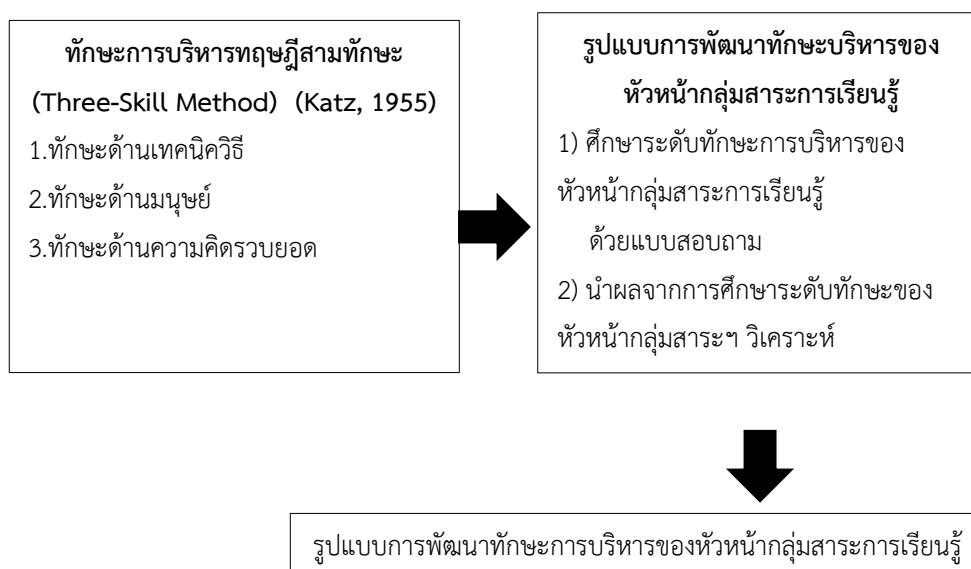 ทักษะการบริหารทฤษฎีสามทักษะ
(Three-Skill Method) (Katz, 1955)
1.ทักษะด้านเทคนิควิธี
2.ทักษะด้านมนุษย์
3.ทักษะด้านความคิดรวบยอด
รูปแบบการพัฒนาทักษะบริหารของ
หัวหน้ากลุ่มสาระการเรียนรู้
1) ศึกษาระดับทักษะการบริหารของ
หัวหน้ากลุ่มสาระการเรียนรู้
ด้วยแบบสอบถาม
2) นำผลจากการศึกษาระดับทักษะของ
หัวหน้ากลุ่มสาระฯ วิเคราะห์
รูปแบบการพัฒนาทักษะการบริหารของหัวหน้ากลุ่มสาระการเรียนรู้